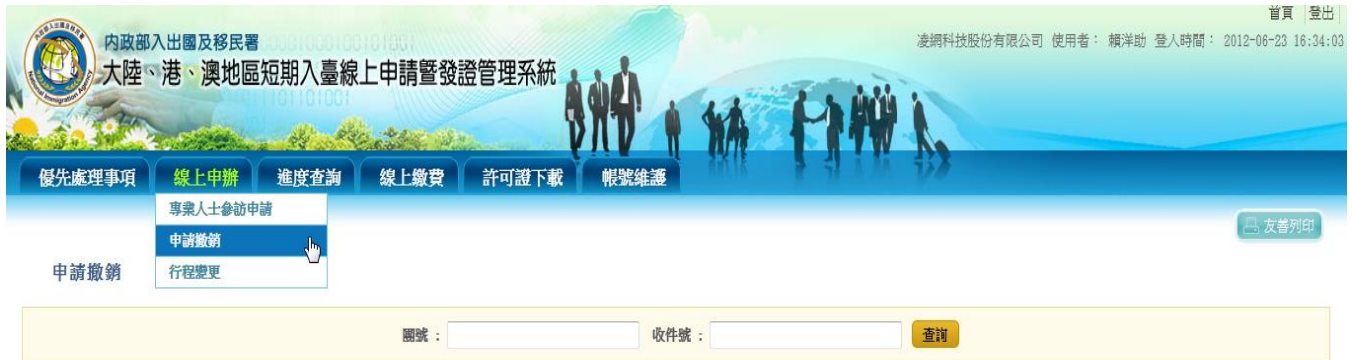 首頁 登出
內政部入出國及移民署
凌網科技股份有限公司 使用者： 賴洋助 登入時間： 2012-06-23 16:34:03
大陸、港、澳地區短期入臺線上申請暨發證管理系統
優先處理事項 線上申辦 進度查詢 線上繳費 許可證下載 帳號維護
專業人士參訪申請
申請撤銷
行程變更
友善列印
申請撤銷
團號： 收件號： 查詢